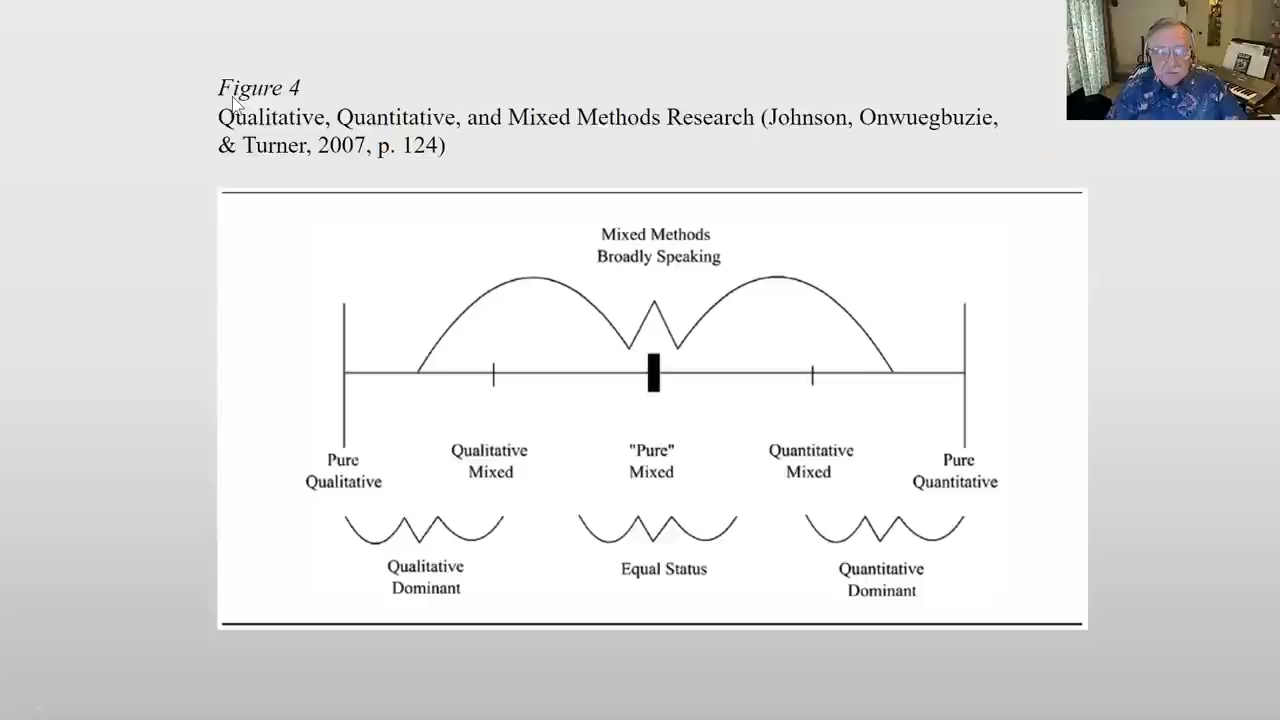 Figure 4
Qualitative, Quantitative, and Mixed Methods Research (Johnson, Onwuegbuzie,
& Turner, 2007, p. 124)
Mixed Methods
Broadly Speaking
Pure
Qualitative
Qualitative
Mixed
"Pure"
Mixed
Quantitative
Mixed
Pure
Quantitative
Qualitative
Dominant
Equal Status
Quantitative
Dominant